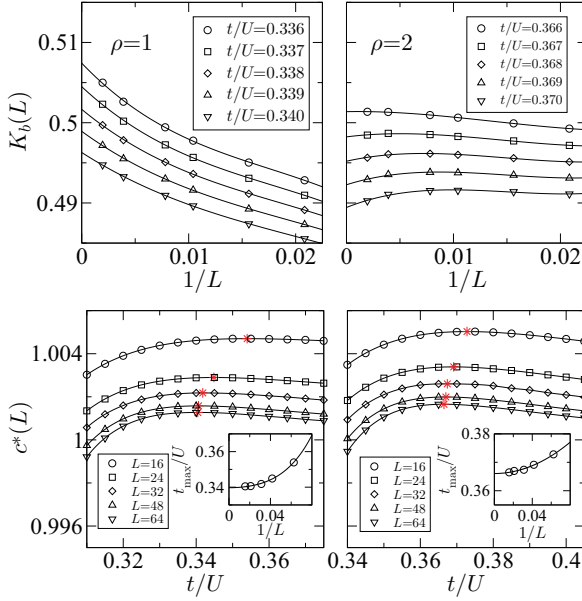 0.51
0.5
0.49
K_b(L)
ρ=1
t/U=0.336
t/U=0.337
t/U=0.338
t/U=0.339
t/U=0.340
0 0.01 0.02
1/L
ρ=2
t/U=0.366
t/U=0.367
t/U=0.368
t/U=0.369
t/U=0.370
0 0.01 0.02
1/L
1.004
1
0.996
c*(L)
L=16
L=24
L=32
L=48
L=64
0.36
0.34
t_max/U
0 0.04
1/L
0.32 0.34 0.36
t/U
L=16
L=24
L=32
L=48
L=64
0.38
0.36
t_max/U
0 0.04
1/L
0.34 0.36 0.38 0.40
t/U